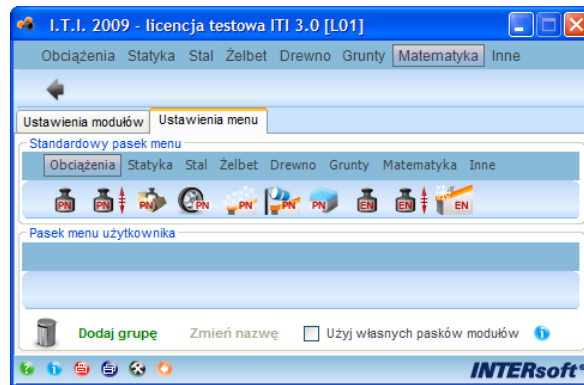 I.T.I. 2009 - licencja testowa ITI 3.0 [L01]
Obciążenia Statyka Stal Żelbet Drewno Grunty Matematyka Inne
Ustawienia modułów Ustawienia menu
Standardowy pasek menu
Obciążenia Statyka Stal Żelbet Drewno Grunty Matematyka Inne
PN PN PN PN PN PN PN EN EN EN
Pasek menu użytkownika
Dodaj grupę Zmień nazwę Użyj własnych pasków modułów
INTERsoft